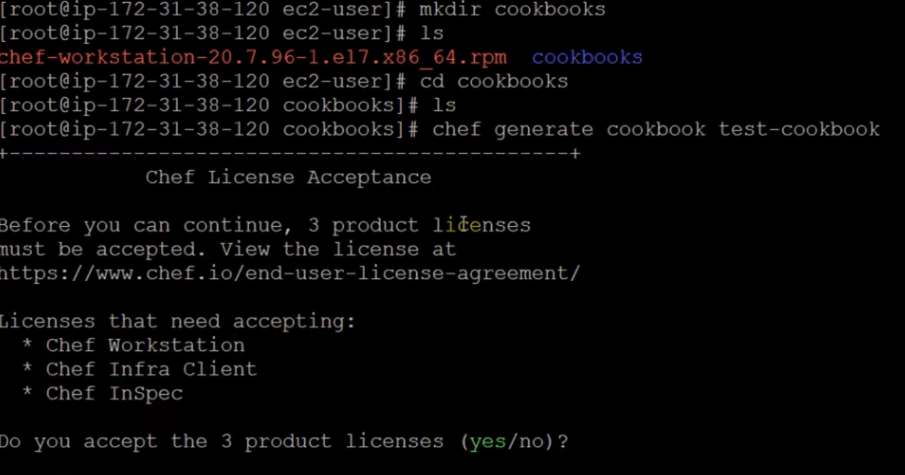 [root@ip-172-31-38-120 ec2-user]# mkdir cookbooks
[root@ip-172-31-38-120 ec2-user]# ls
chef-workstation-20.7.96-1.el7.x86_64.rpm  cookbooks
[root@ip-172-31-38-120 ec2-user]# cd cookbooks
[root@ip-172-31-38-120 cookbooks]# ls
[root@ip-172-31-38-120 cookbooks]# chef generate cookbook test-cookbook
+---------------------------------------------+
Chef License Acceptance
Before you can continue, 3 product licenses
must be accepted. View the license at
https://www.chef.io/end-user-license-agreement/
Licenses that need accepting:
* Chef Workstation
* Chef Infra Client
* Chef InSpec
Do you accept the 3 product licenses (yes/no)?